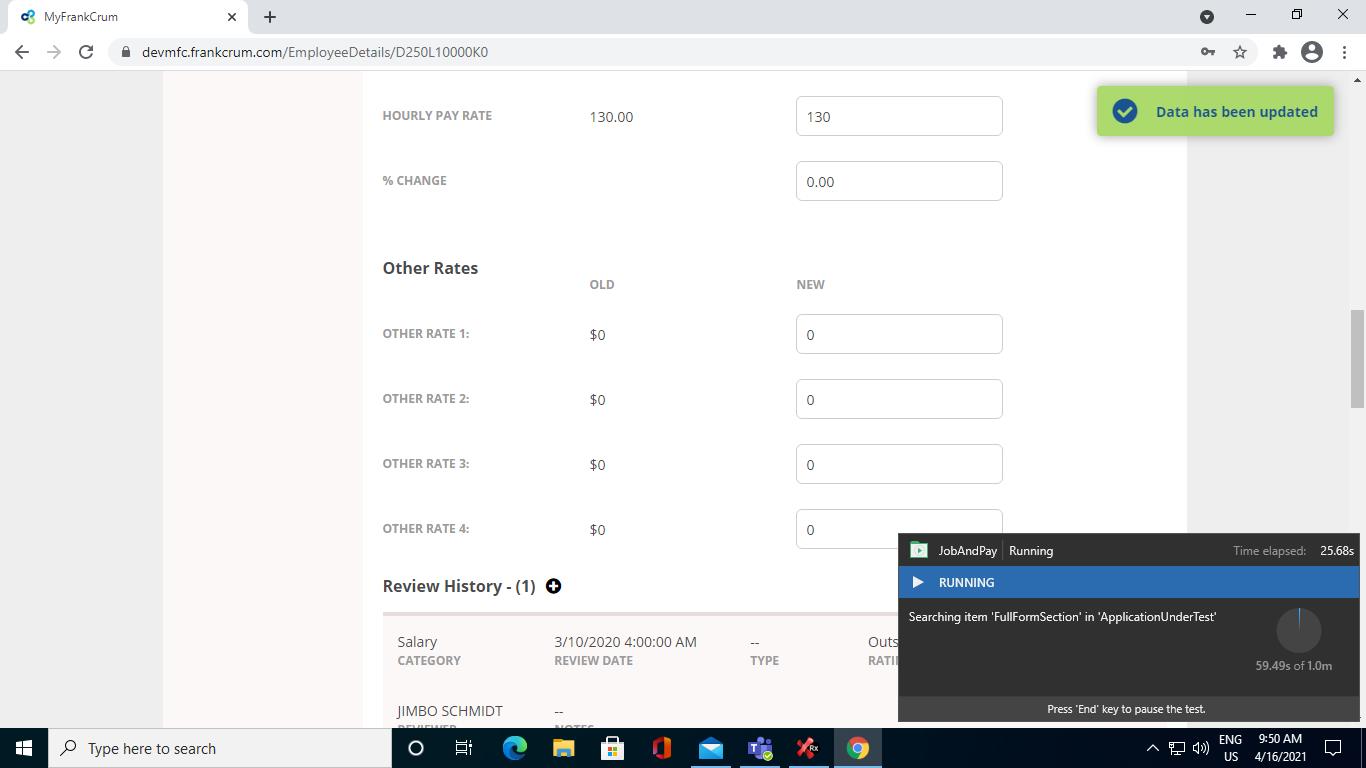 MyFrankCrum
devmfc.frankcrum.com/EmployeeDetails/D250L10000K0
Data has been updated
HOURLY PAY RATE 130.00 130
% CHANGE 0.00
Other Rates
OLD NEW
OTHER RATE 1: $0 0
OTHER RATE 2: $0 0
OTHER RATE 3: $0 0
OTHER RATE 4: $0 0
Review History - (1)
Salary 3/10/2020 4:00:00 AM -- Outs
CATEGORY REVIEW DATE TYPE RATI
JIMBO SCHMIDT --
REVIEWER NOTES
JobAndPay Running Time elapsed: 25.68s
RUNNING
Searching item 'FullFormSection' in 'ApplicationUnderTest'
59.49s of 1.0m
Press 'End' key to pause the test.
Type here to search
Rx
ENG 9:50 AM
US 4/16/2021